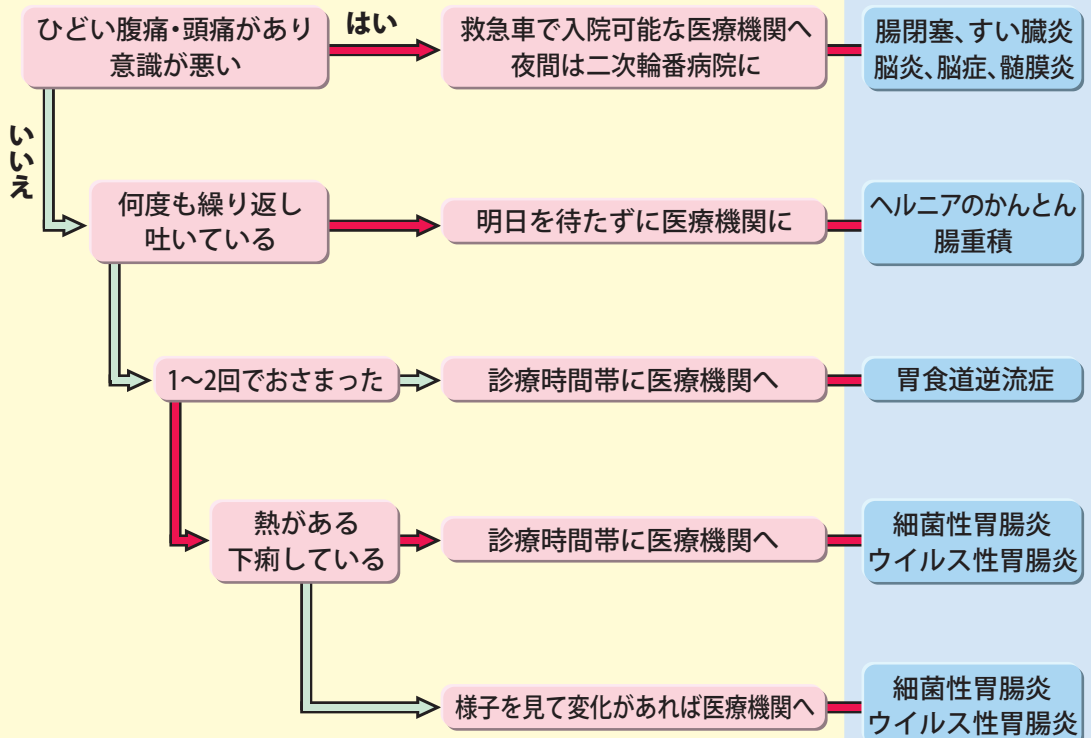 ひどい腹痛・頭痛があり
意識が悪い
はい
救急車で入院可能な医療機関へ
夜間は二次輪番病院に
腸閉塞、すい臓炎
脳炎、脳症、髄膜炎
いいえ
何度も繰り返し
吐いている
明日を待たずに医療機関に
ヘルニアのかんとん
腸重積
1～2回でおさまった
診療時間帯に医療機関へ
胃食道逆流症
熱がある
下痢している
診療時間帯に医療機関へ
細菌性胃腸炎
ウイルス性胃腸炎
様子を見て変化があれば医療機関へ
細菌性胃腸炎
ウイルス性胃腸炎